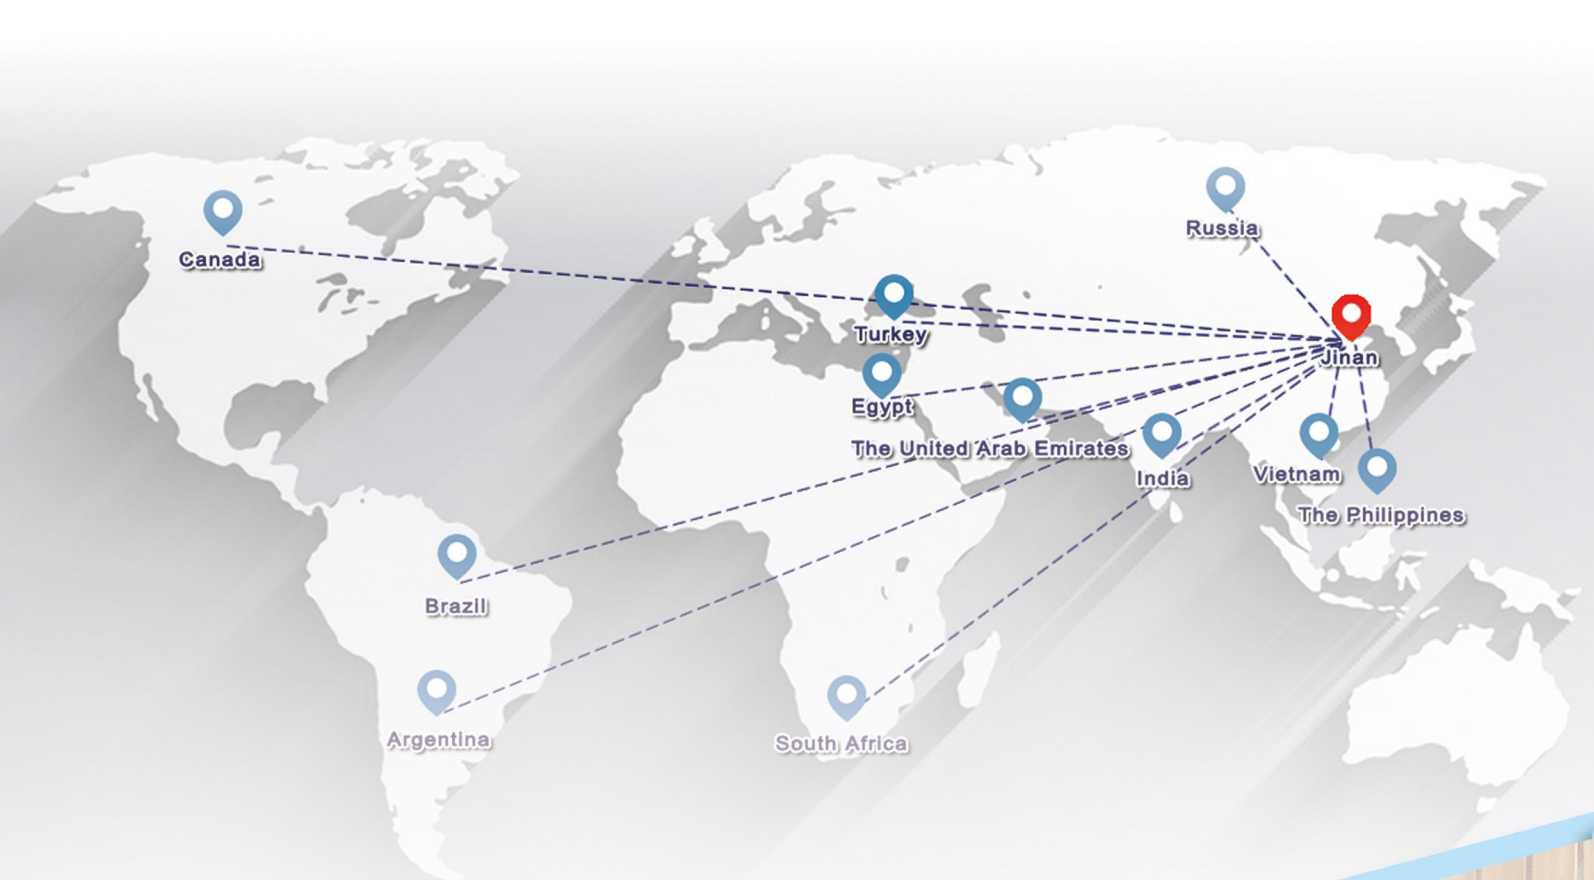 Russia
Canada
Turkey
Jinan
Egypt
The United Arab Emirates
India
Vietnam
The Philippines
Brazil
Argentina
South Africa